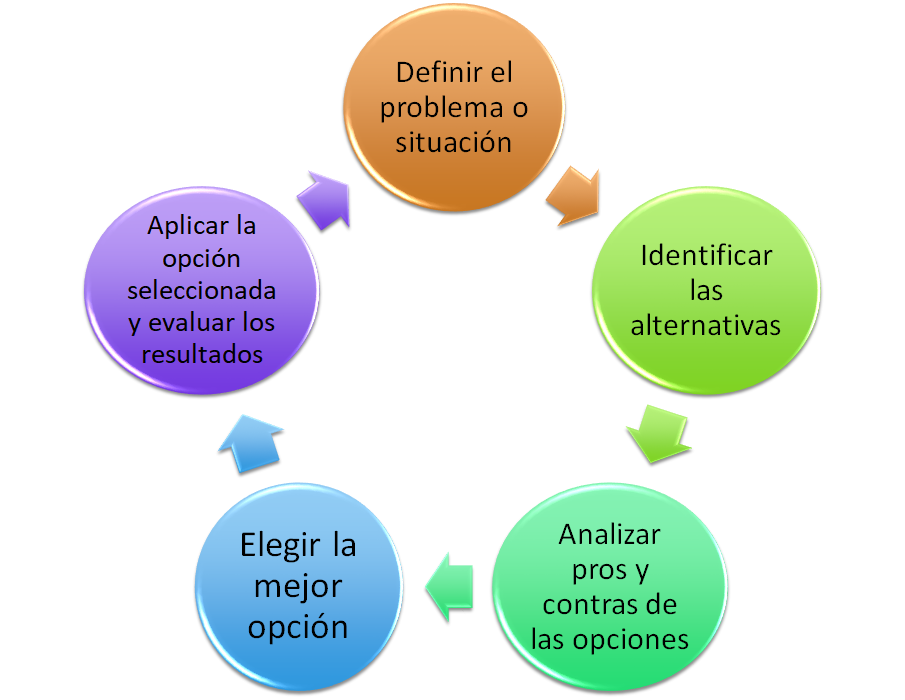 Definir el
problema o
situación
Identificar
las
alternativas
Analizar
pros y
contras de
las opciones
Elegir la
mejor
opción
Aplicar la
opción
seleccionada
y evaluar los
resultados